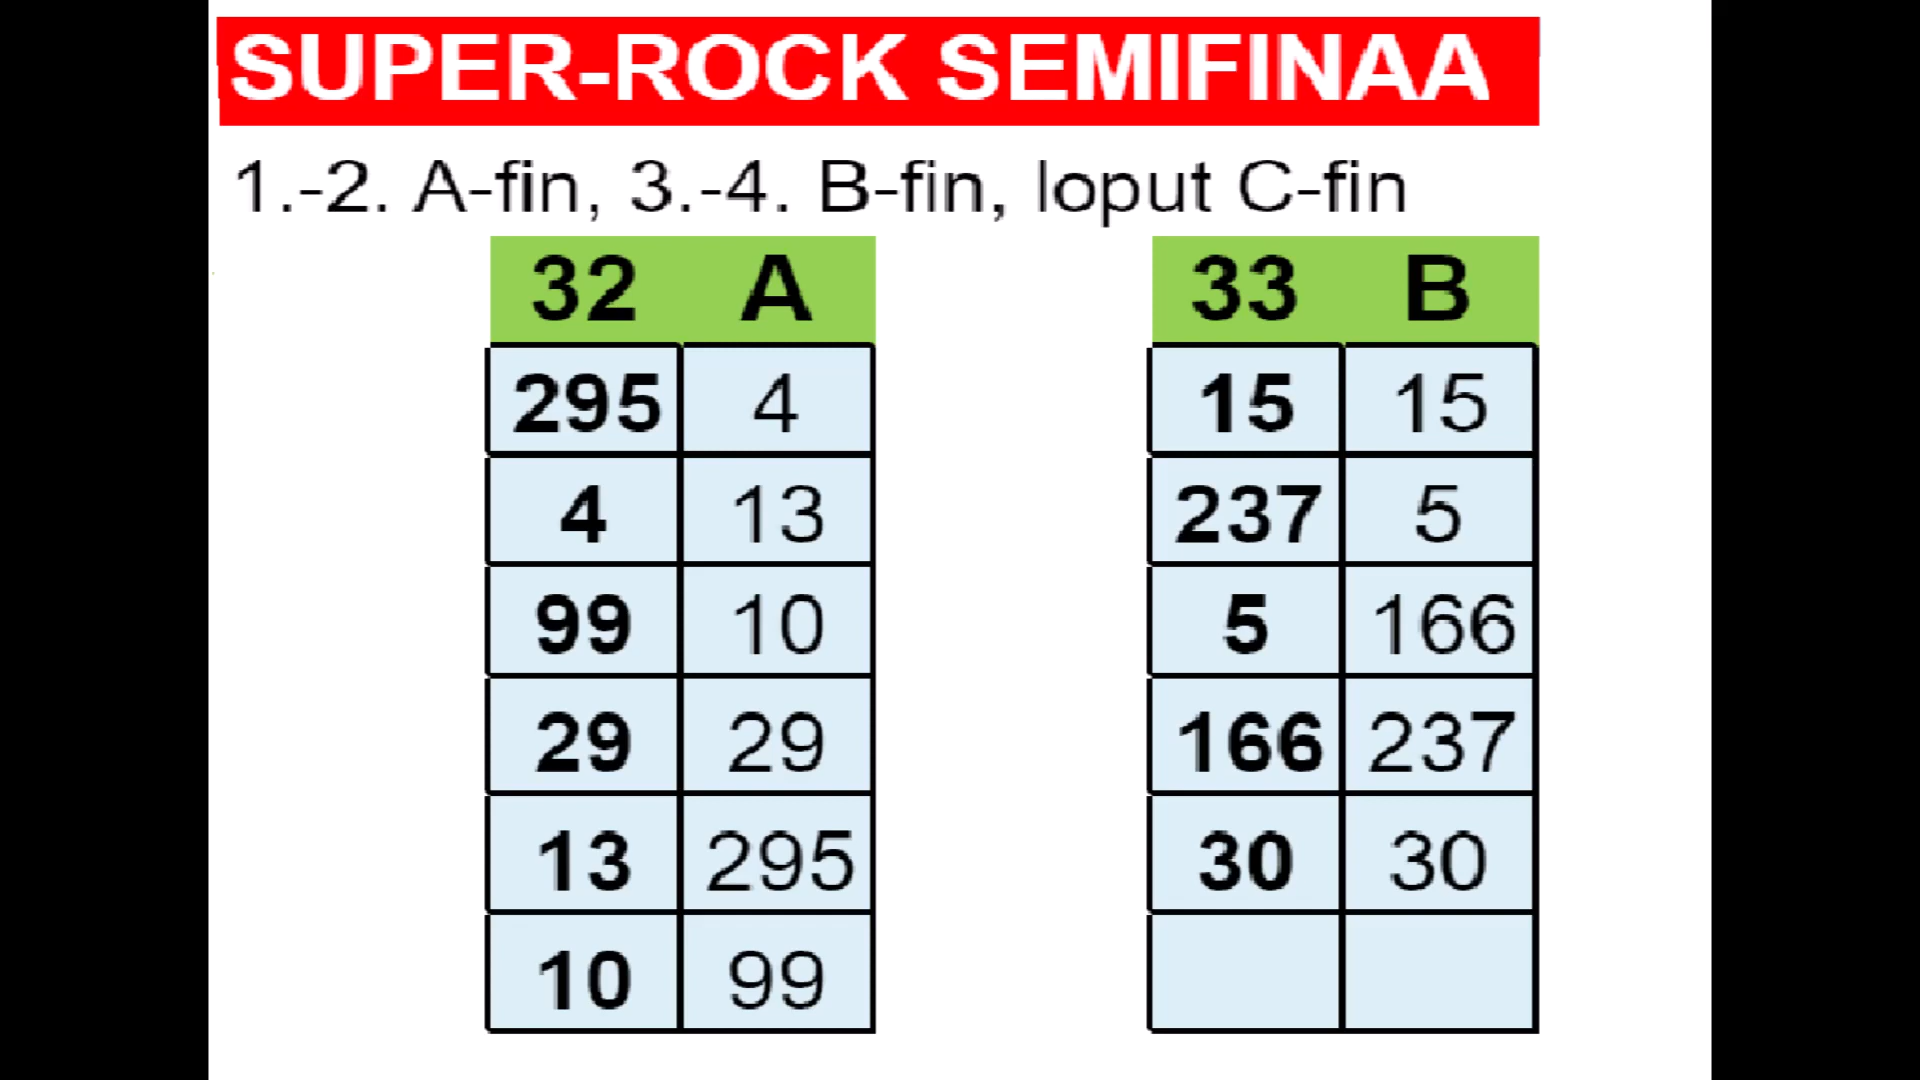 SUPER-ROCK SEMIFINAA
1.-2. A-fin, 3.-4. B-fin, loput C-fin
32 A 33 B
295 4 15 15
4 13 237 5
99 10 5 166
29 29 166 237
13 295 30 30
10 99